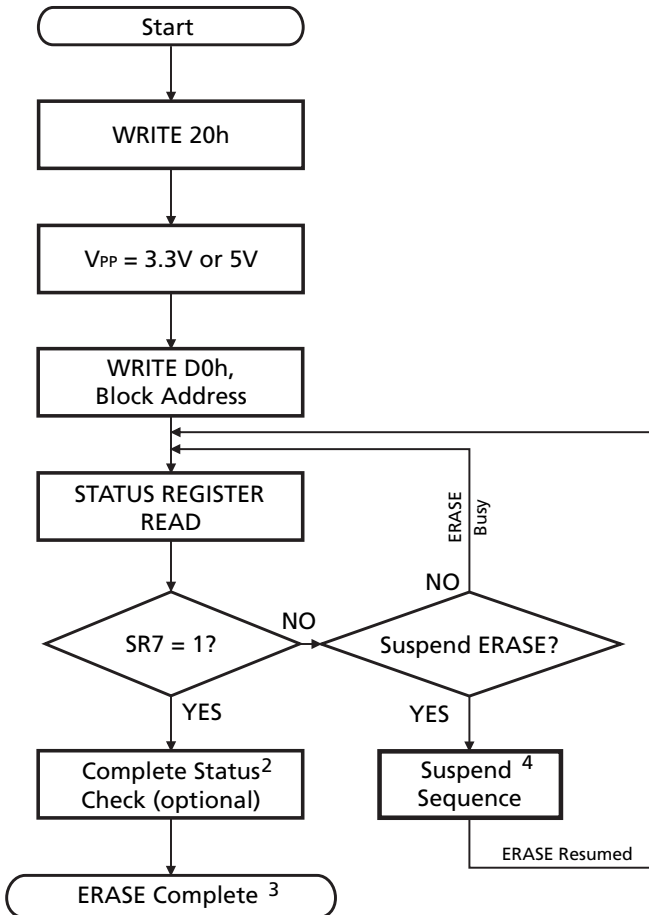 Start
WRITE 20h
VPP = 3.3V or 5V
WRITE D0h,
Block Address
STATUS REGISTER
READ
ERASE
Busy
SR7 = 1?
NO
Suspend ERASE?
NO
YES
YES
Complete Status2
Check (optional)
Suspend 4
Sequence
ERASE Resumed
ERASE Complete 3